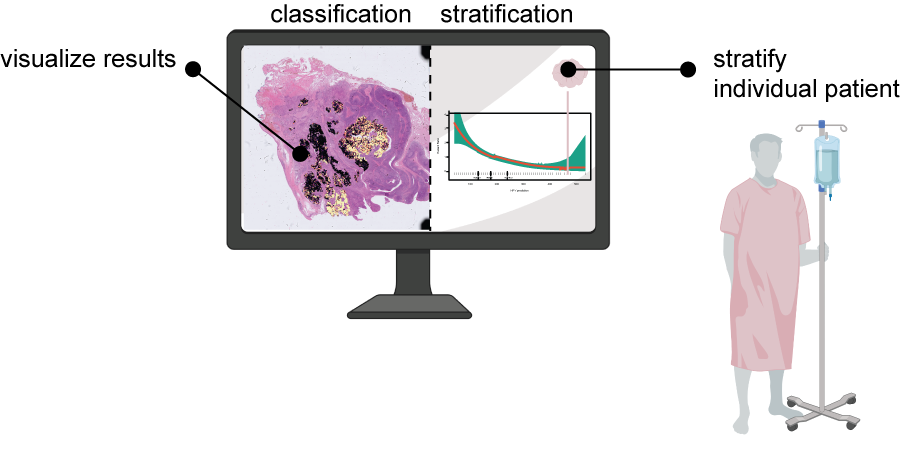 classification
stratification
visualize results
stratify
individual patient